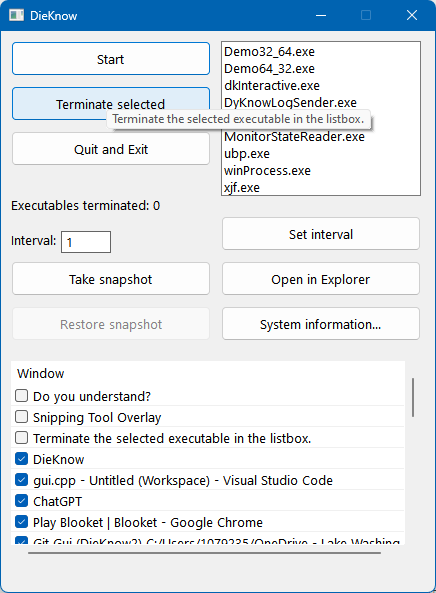 DieKnow
Start
Terminate selected
Quit and Exit
Demo32_64.exe
Demo64_32.exe
dkInteractive.exe
DyKnowLogSender.exe
Terminate the selected executable in the listbox.
MonitorStateReader.exe
ubp.exe
winProcess.exe
xjf.exe
Executables terminated: 0
Interval: 1
Set interval
Take snapshot
Open in Explorer
Restore snapshot
System information...
Window
Do you understand?
Snipping Tool Overlay
Terminate the selected executable in the listbox.
DieKnow
gui.cpp - Untitled (Workspace) - Visual Studio Code
ChatGPT
Play Blooket | Blooket - Google Chrome
Git Gui (DieKnow2) C:/Users/1079235/OneDrive - Lake Washing